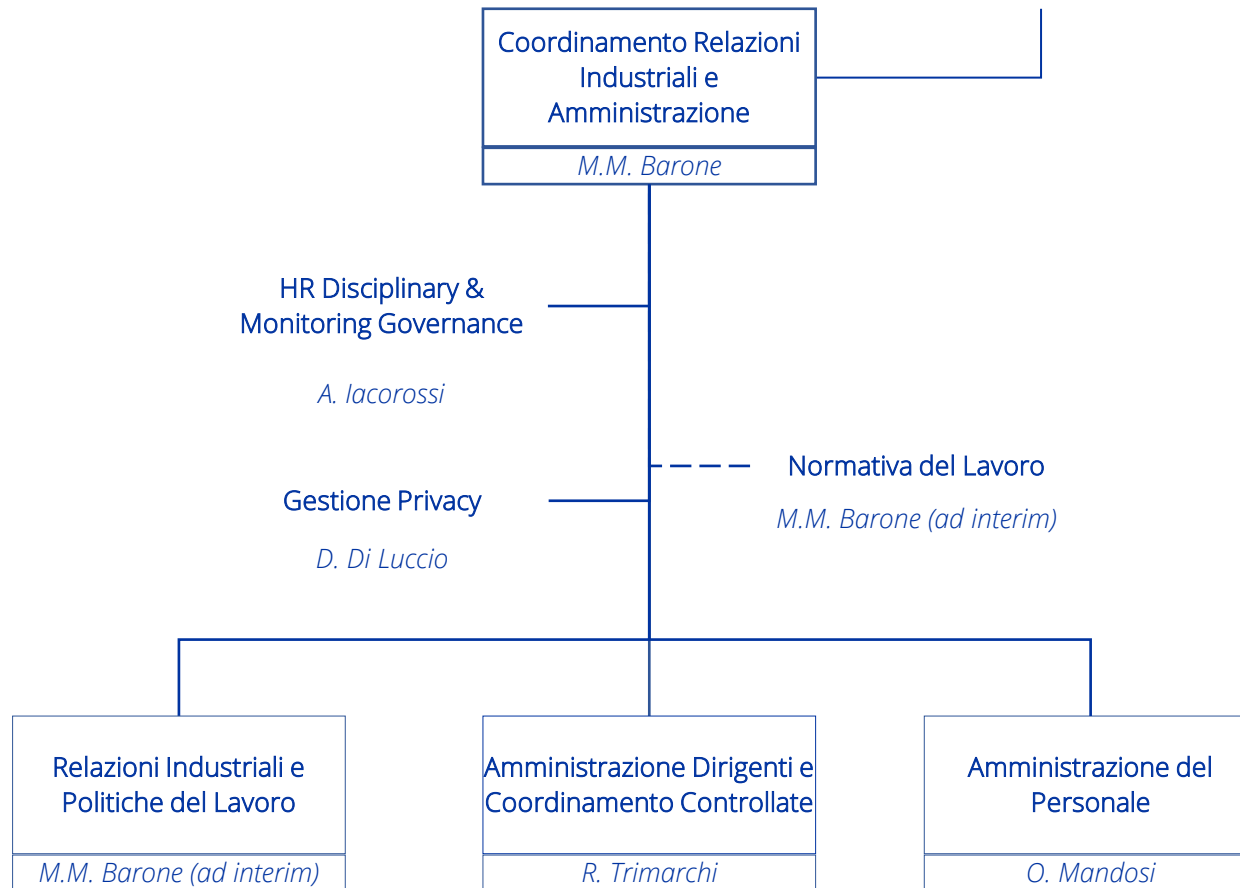 Coordinamento Relazioni
Industriali e
Amministrazione
M.M. Barone
HR Disciplinary &
Monitoring Governance
A. Iacorossi
Normativa del Lavoro
M.M. Barone (ad interim)
Gestione Privacy
D. Di Luccio
Relazioni Industriali e
Politiche del Lavoro
M.M. Barone (ad interim)
Amministrazione Dirigenti e
Coordinamento Controllate
R. Trimarchi
Amministrazione del
Personale
O. Mandosi